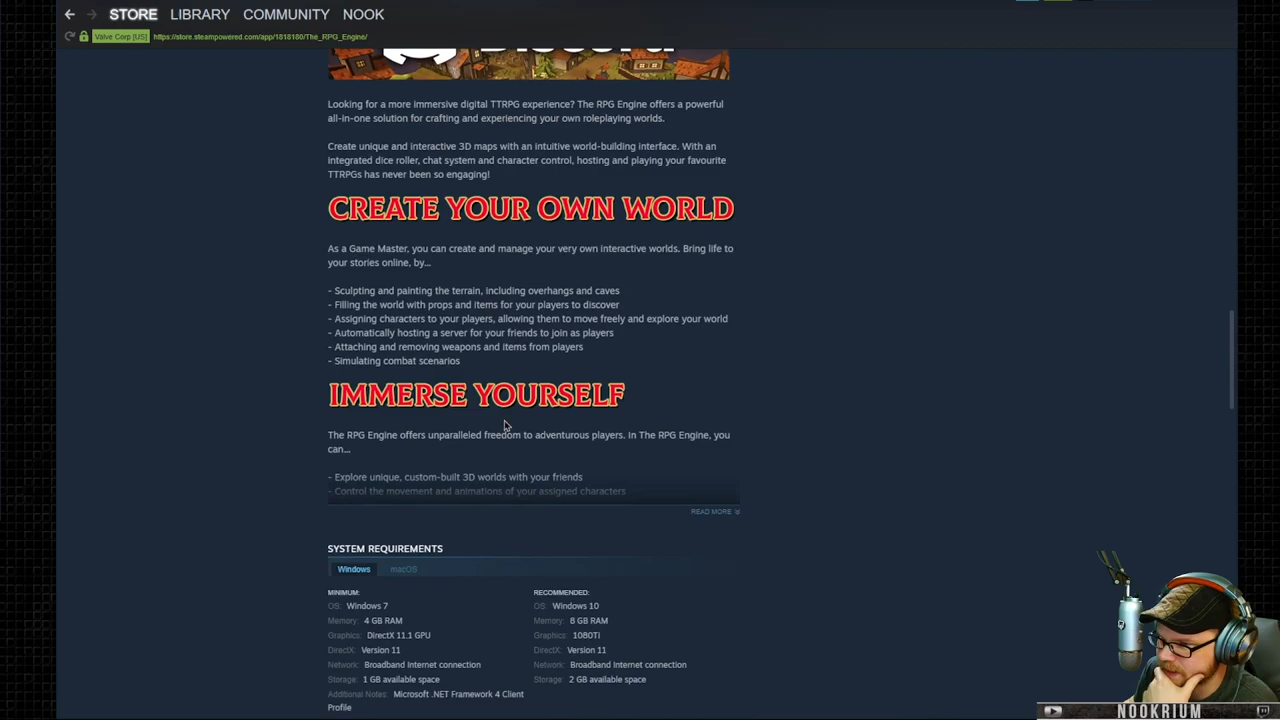 STORE LIBRARY COMMUNITY NOOK
Valve Corp [US] https://store.steampowered.com/app/1818180/The_RPG_Engine/
Looking for a more immersive digital TTRPG experience? The RPG Engine offers a powerful
all-in-one solution for crafting and experiencing your own roleplaying worlds.
Create unique and interactive 3D maps with an intuitive world-building interface. With an
integrated dice roller, chat system and character control, hosting and playing your favourite
TTRPGs has never been so engaging!
CREATE YOUR OWN WORLD
As a Game Master, you can create and manage your very own interactive worlds. Bring life to
your stories online, by...
- Sculpting and painting the terrain, including overhangs and caves
- Filling the world with props and items for your players to discover
- Assigning characters to your players, allowing them to move freely and explore your world
- Automatically hosting a server for your friends to join as players
- Attaching and removing weapons and items from players
- Simulating combat scenarios
IMMERSE YOURSELF
The RPG Engine offers unparalleled freedom to adventurous players. In The RPG Engine, you
can...
- Explore unique, custom-built 3D worlds with your friends
- Control the movement and animations of your assigned characters
READ MORE
SYSTEM REQUIREMENTS
Windows macOS
MINIMUM:
OS: Windows 7
Memory: 4 GB RAM
Graphics: DirectX 11.1 GPU
DirectX: Version 11
Network: Broadband Internet connection
Storage: 1 GB available space
Additional Notes: Microsoft .NET Framework 4 Client
Profile
RECOMMENDED:
OS: Windows 10
Memory: 8 GB RAM
Graphics: 1080Ti
DirectX: Version 11
Network: Broadband Internet connection
Storage: 2 GB available space
NOOKRIUM